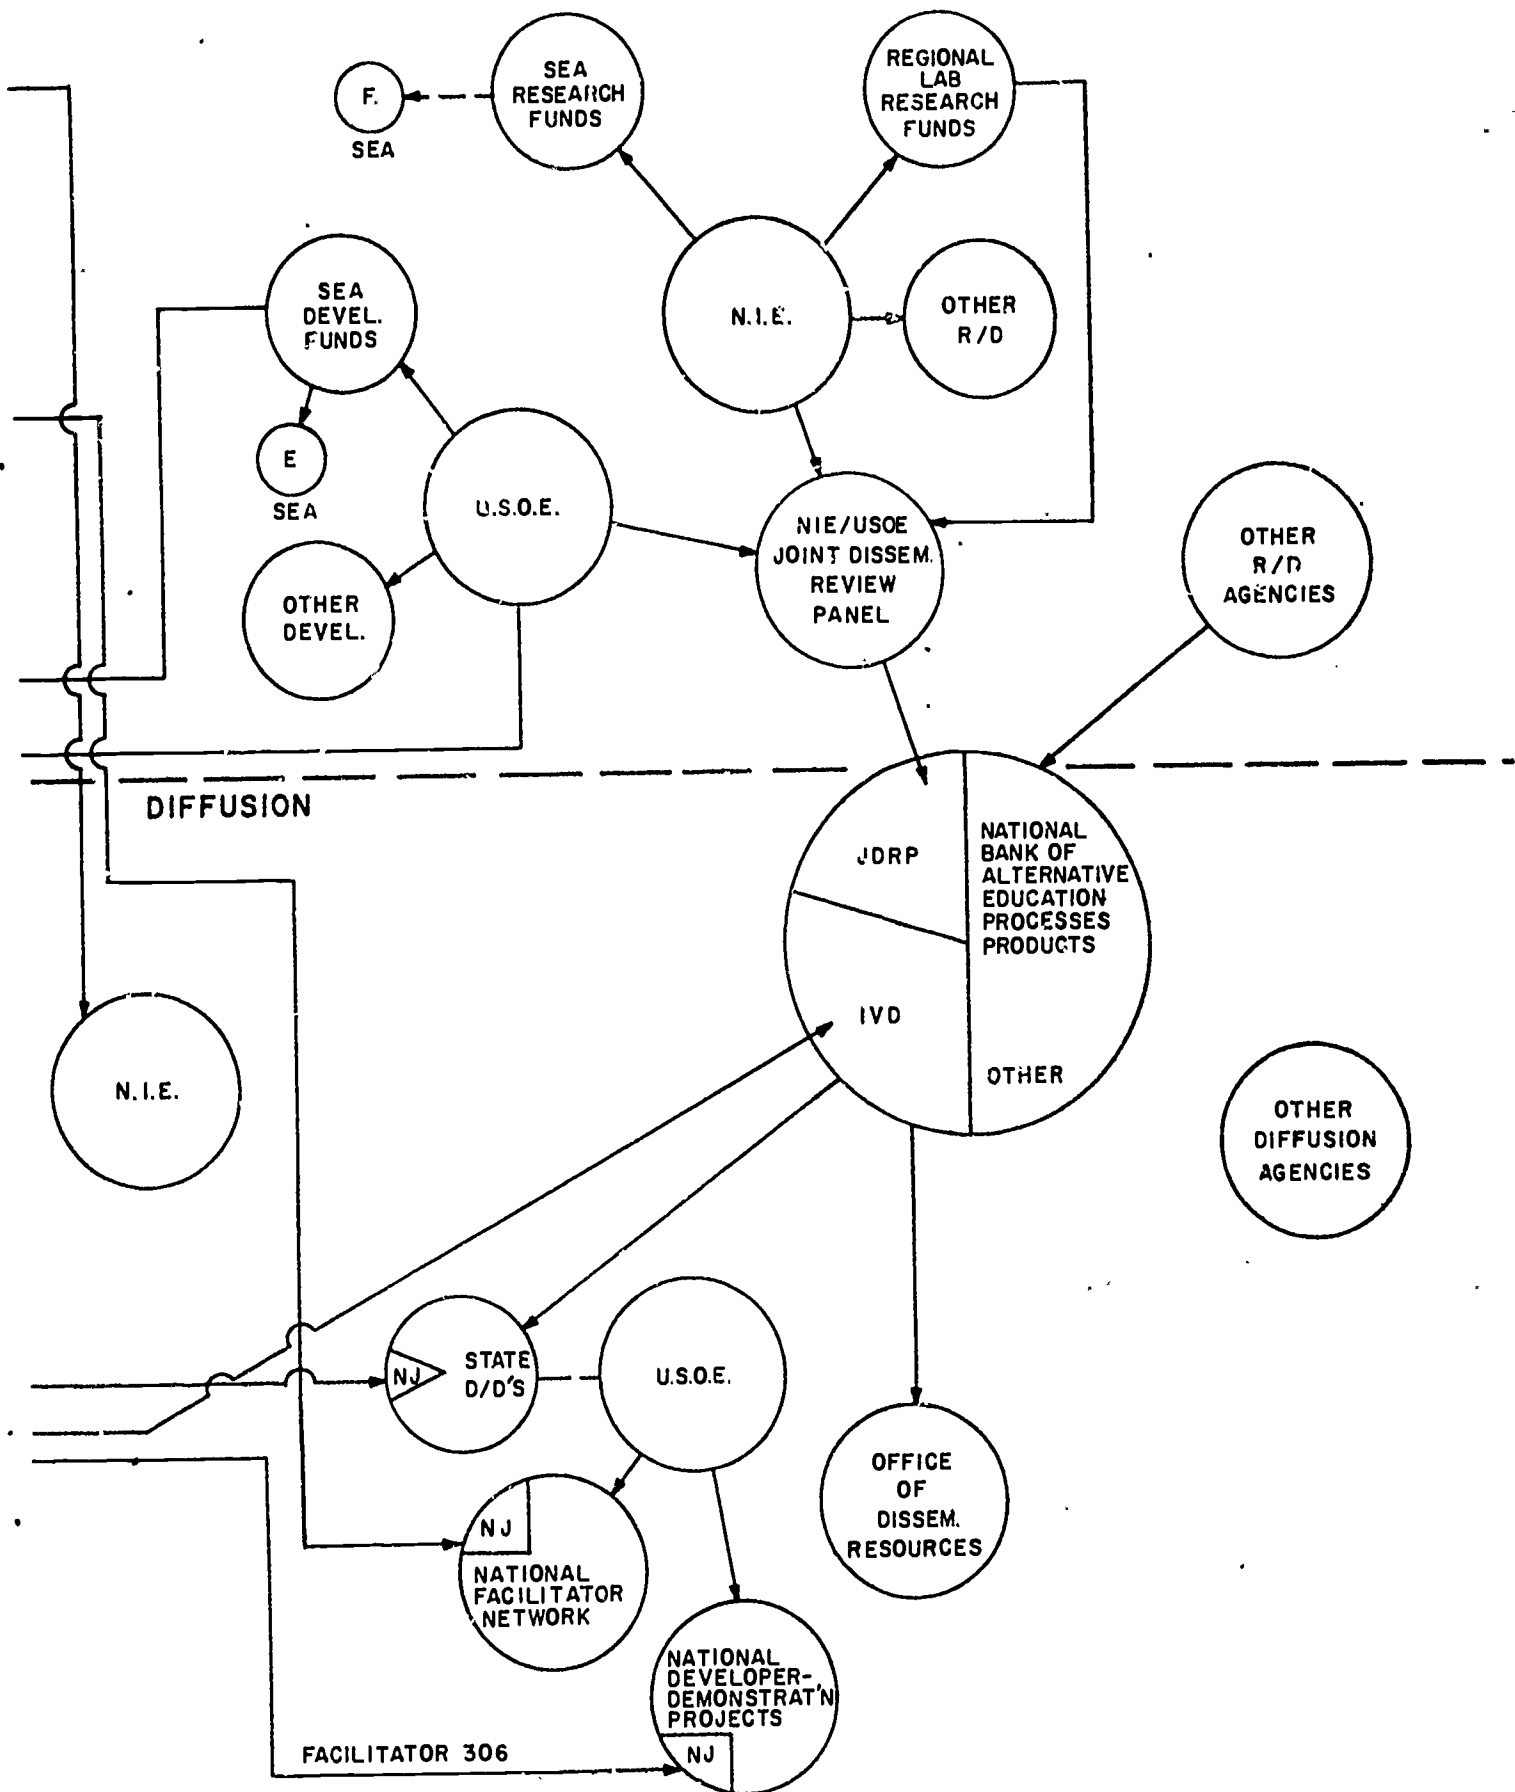 SEA
RESEARCH
FUNDS
REGIONAL
LAB
RESEARCH
FUNDS
F.
SEA
SEA
DEVEL.
FUNDS
N.I.E.
OTHER
R/D
E
SEA
U.S.O.E.
NIE/USOE
JOINT DISSEM.
REVIEW
PANEL
OTHER
R/D
AGENCIES
OTHER
DEVEL.
DIFFUSION
JDRP
NATIONAL
BANK OF
ALTERNATIVE
EDUCATION
PROCESSES
PRODUCTS
IVD
OTHER
N.I.E.
OTHER
DIFFUSION
AGENCIES
NJ
STATE
D/D'S
U.S.O.E.
OFFICE
OF
DISSEM.
RESOURCES
NJ
NATIONAL
FACILITATOR
NETWORK
NATIONAL
DEVELOPER-
DEMONSTRAT'N
PROJECTS
NJ
FACILITATOR 306